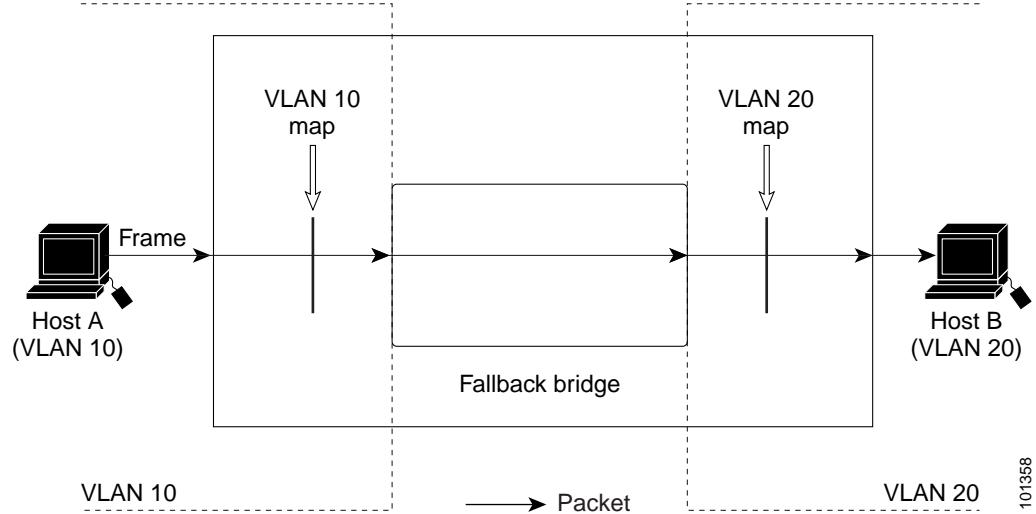 VLAN 10
map
VLAN 20
map
Frame
Host A
(VLAN 10)
Host B
(VLAN 20)
Fallback bridge
VLAN 10
Packet
VLAN 20
101358